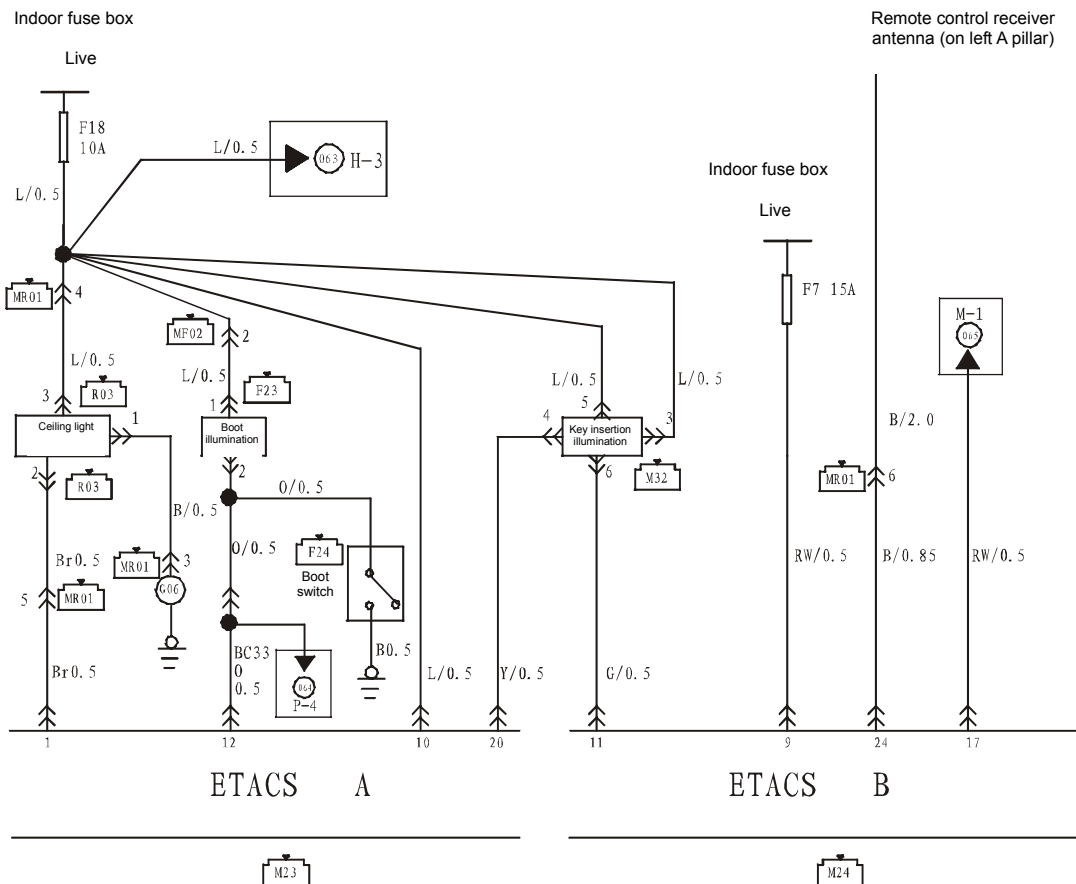 Indoor fuse box
Remote control receiver
antenna (on left A pillar)
Live
F18
10A
L/0.5
063
H-3
L/0.5
Indoor fuse box
Live
F7 15A
M-1
065
MR01
4
MF02
2
L/0.5
L/0.5
F23
L/0.5
L/0.5
3
R03
1
1
5
4
3
B/2.0
Ceiling light
Boot
illumination
Key insertion
illumination
2
R03
2
6
M32
MR01
6
B/0.5
O/0.5
O/0.5
F24
Boot
switch
Br0.5
MR01
3
RW/0.5
B/0.85
RW/0.5
5
MR01
G06
BC33
O
0.5
064
P-4
B0.5
Br0.5
L/0.5
Y/0.5
G/0.5
1
12
10
20
11
9
24
17
ETACS A
ETACS B
M23
M24